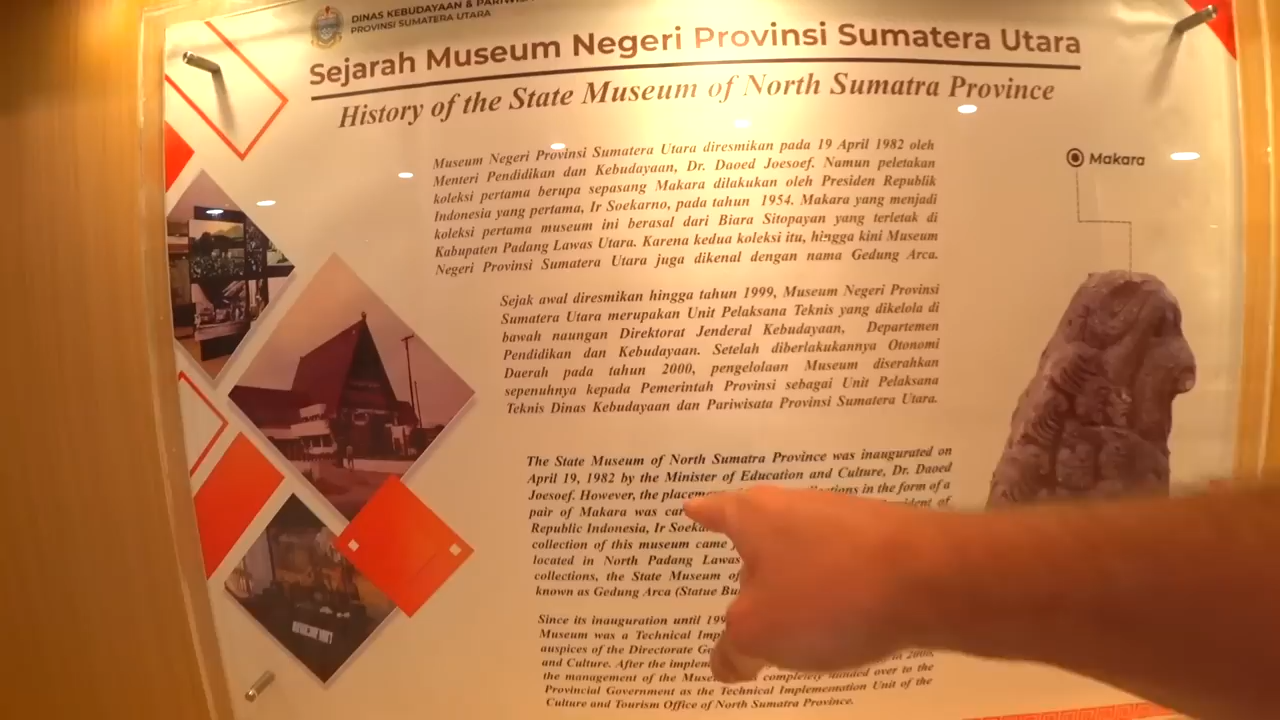 DINAS KEBUDAYAAN &
PROVINSI SUMATERA UTARA
Sejarah Museum Negeri Provinsi Sumatera Utara
History of the State Museum of North Sumatra Province
Museum Negeri Provinsi Sumatera Utara diresmikan pada 19 April 1982 oleh
Menteri Pendidikan dan Kebudayaan, Dr. Daoed Joesoef. Namun peletakan
koleksi pertama berupa sepasang Makara dilakukan oleh Presiden Republik
Indonesia yang pertama, Ir Soekarno, pada tahun 1954. Makara yang menjadi
koleksi pertama museum ini berasal dari Biara Sitopayan yang terletak di
Kabupaten Padang Lawas Utara. Karena kedua koleksi itu, hingga kini Museum
Negeri Provinsi Sumatera Utara juga dikenal dengan nama Gedung Arca.
Makara
Sejak awal diresmikan hingga tahun 1999, Museum Negeri Provinsi
Sumatera Utara merupakan Unit Pelaksana Teknis yang dikelola di
bawah naungan Direktorat Jenderal Kebudayaan, Departemen
Pendidikan dan Kebudayaan. Setelah diberlakukannya Otonomi
Daerah pada tahun 2000, pengelolaan Museum diserahkan
sepenuhnya kepada Pemerintah Provinsi sebagai Unit Pelaksana
Teknis Dinas Kebudayaan dan Pariwisata Provinsi Sumatera Utara.
The State Museum of North Sumatra Province was inaugurated on
April 19, 1982 by the Minister of Education and Culture, Dr. Daoed
Joesoef. However, the in the form of a
pair of Makara was of
Republic Indonesia, Ir
collection of this museum came
located in North Padang Lawas
collections, the State Museum of
known as Gedung Arca (Statue
Since its inauguration until
Museum was a Technical
auspices of the Directorate
and Culture. After the 2000,
the management of the completely handed over to the
Provincial Government as the Technical Implementation Unit of the
Culture and Tourism Office of North Sumatra Province.